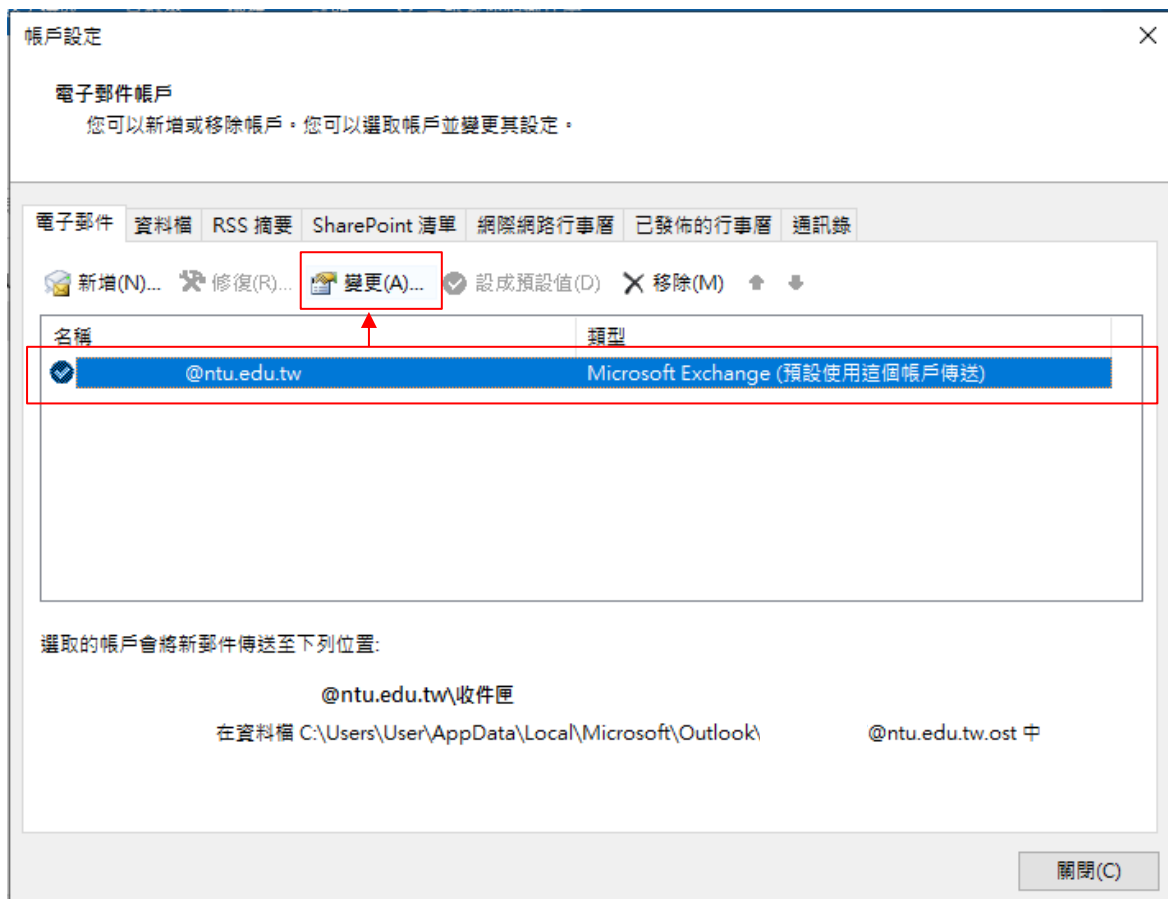 帳戶設定
電子郵件帳戶
您可以新增或移除帳戶。您可以選取帳戶並變更其設定。
電子郵件 資料檔 RSS 摘要 SharePoint 清單 網際網路行事曆 已發佈的行事曆 通訊錄
新增(N)... 修復(R)... 變更(A)... 設成預設值(D) 移除(M)
名稱 類型
@ntu.edu.tw Microsoft Exchange (預設使用這個帳戶傳送)
選取的帳戶會將新郵件傳送至下列位置:
@ntu.edu.tw\收件匣
在資料檔 C:\Users\User\AppData\Local\Microsoft\Outlook\ @ntu.edu.tw.ost 中
關閉(C)